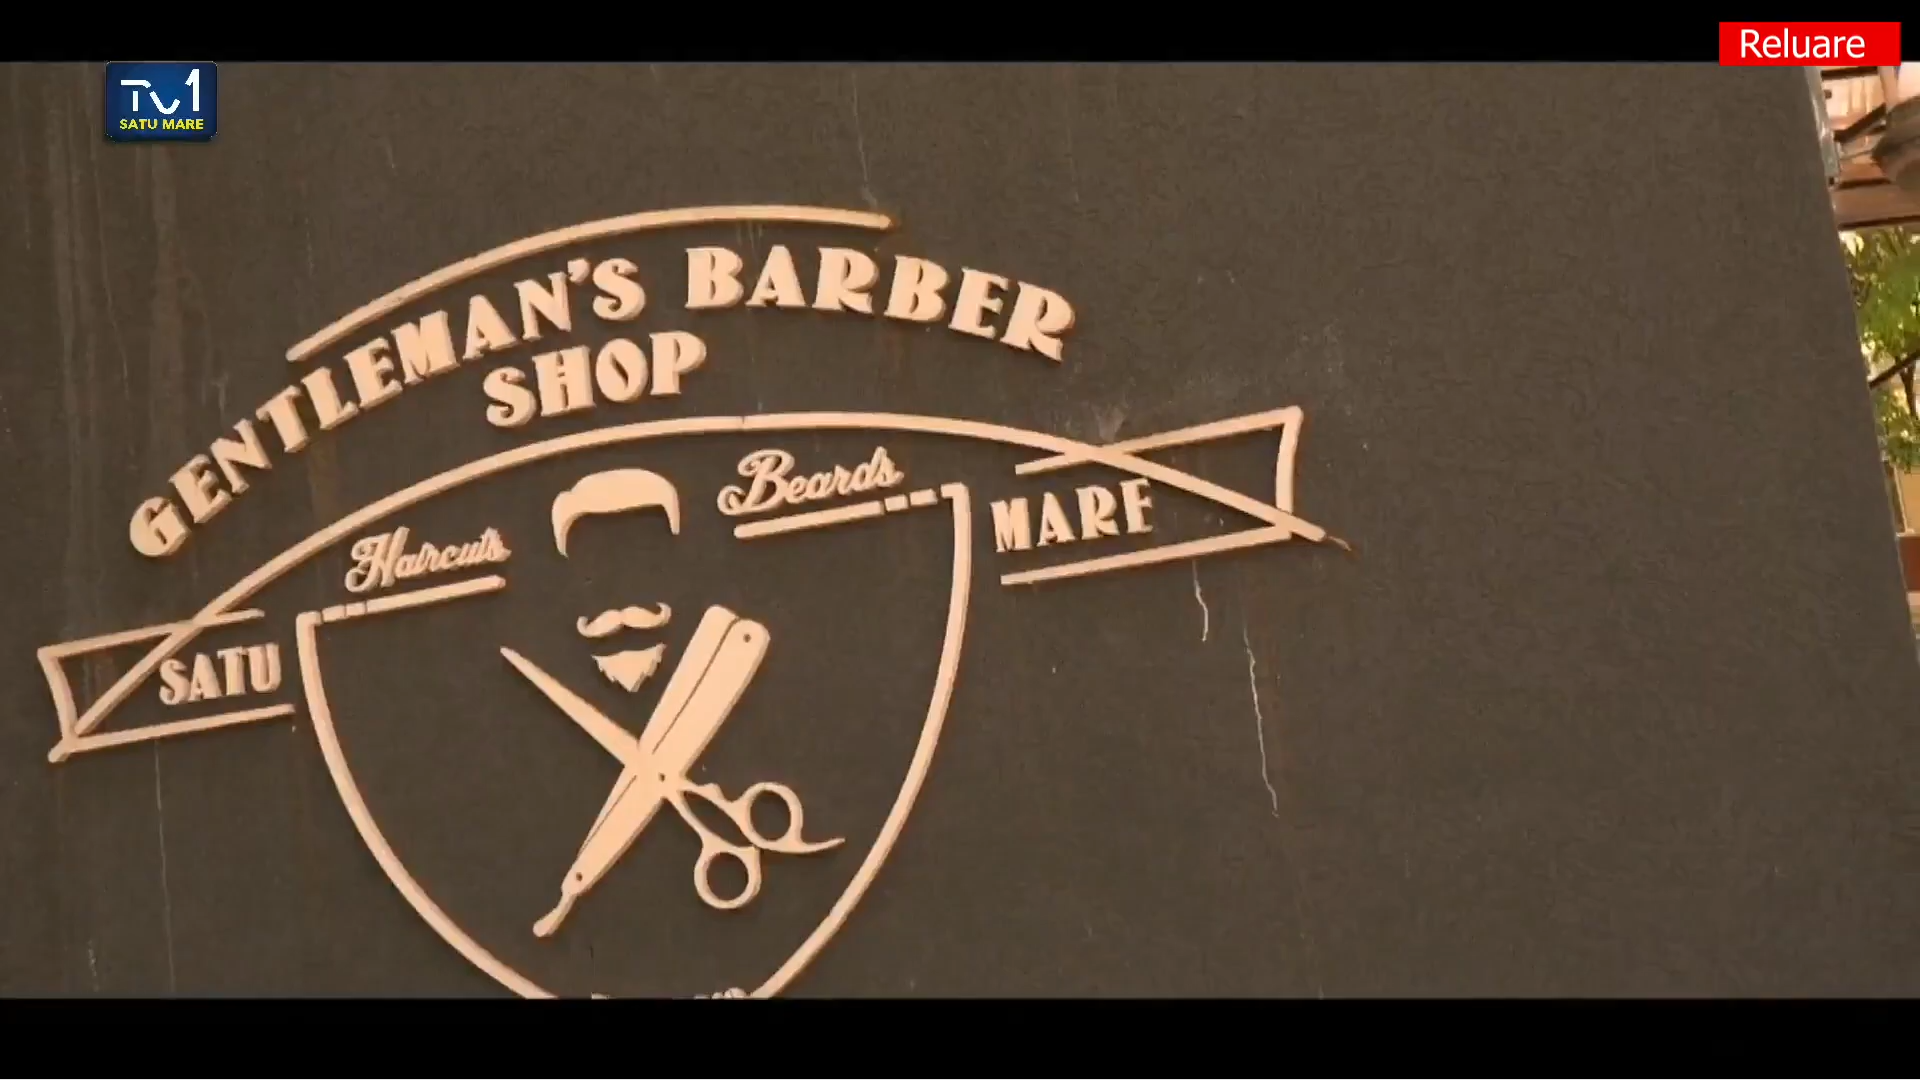 Reluare
Tv1
SATU MARE
GENTLEMAN'S BARBER
SHOP
Haircuts
Beards
SATU
MARE